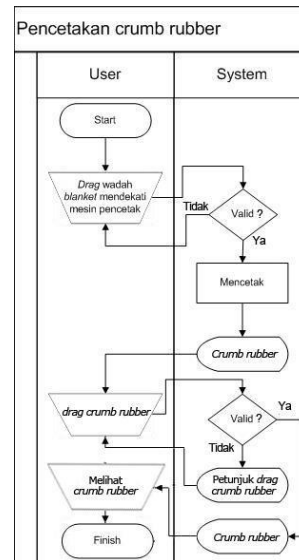 Pencetakan crumb rubber
User
System
Start
Drag wadah
blanket mendekati
mesin pencetak
Valid ?
Tidak
Ya
Mencetak
Crumb rubber
drag crumb rubber
Valid ?
Ya
Tidak
Petunjuk drag
crumb rubber
Melihat
crumb rubber
Crumb rubber
Finish